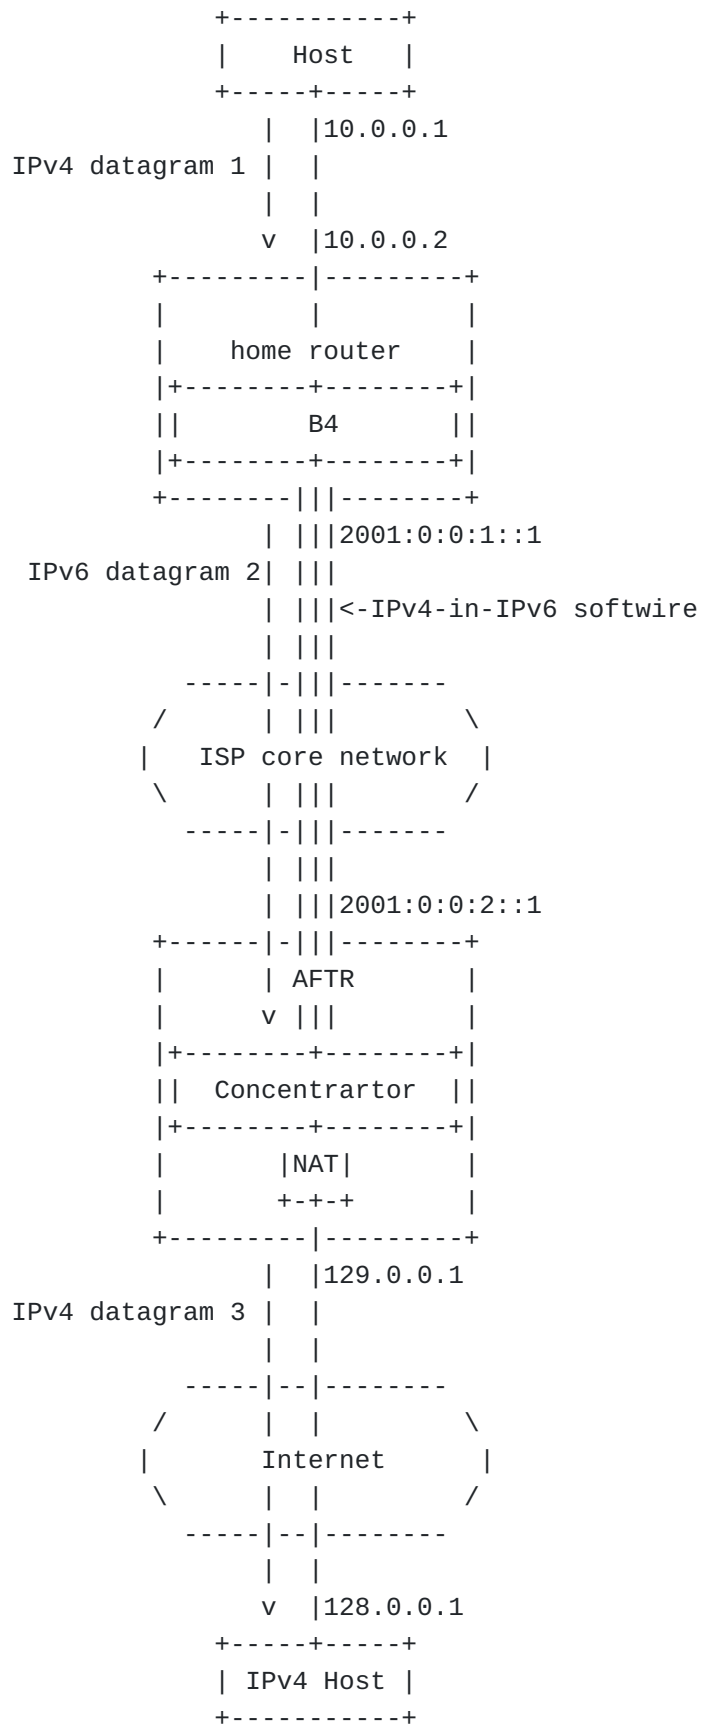 Host
10.0.0.1
IPv4 datagram 1
10.0.0.2
home router
B4
2001:0:0:1::1
IPv6 datagram 2
<-IPv4-in-IPv6 softwire
ISP core network
2001:0:0:2::1
AFTR
v
Concentrartor
NAT
129.0.0.1
IPv4 datagram 3
Internet
128.0.0.1
IPv4 Host